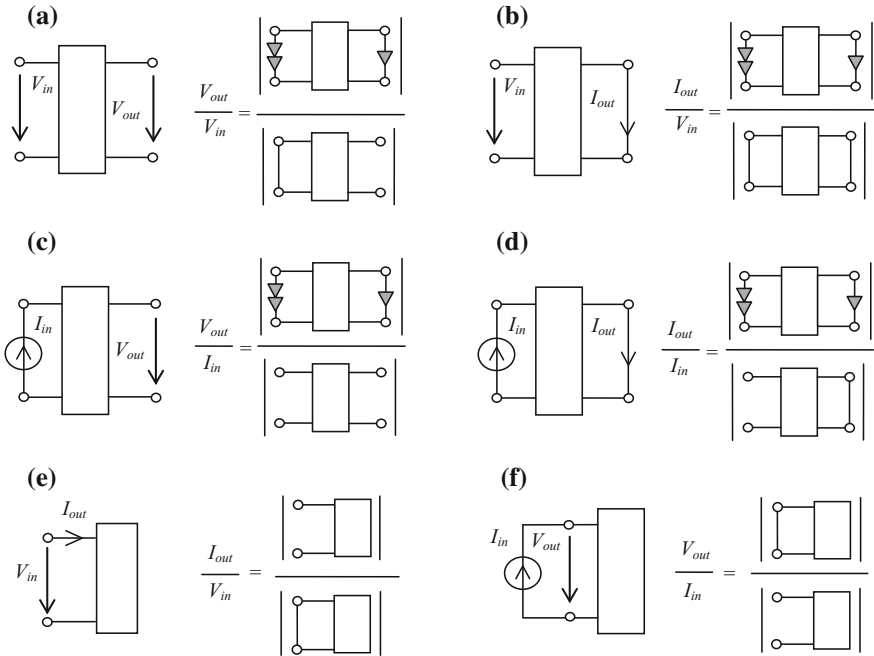 (a)
V_in
V_out
V_out
V_in
=
(b)
V_in
I_out
I_out
V_in
=
(c)
I_in
V_out
V_out
I_in
=
(d)
I_in
I_out
I_out
I_in
=
(e)
I_out
V_in
I_out
V_in
=
(f)
I_in
V_out
V_out
I_in
=